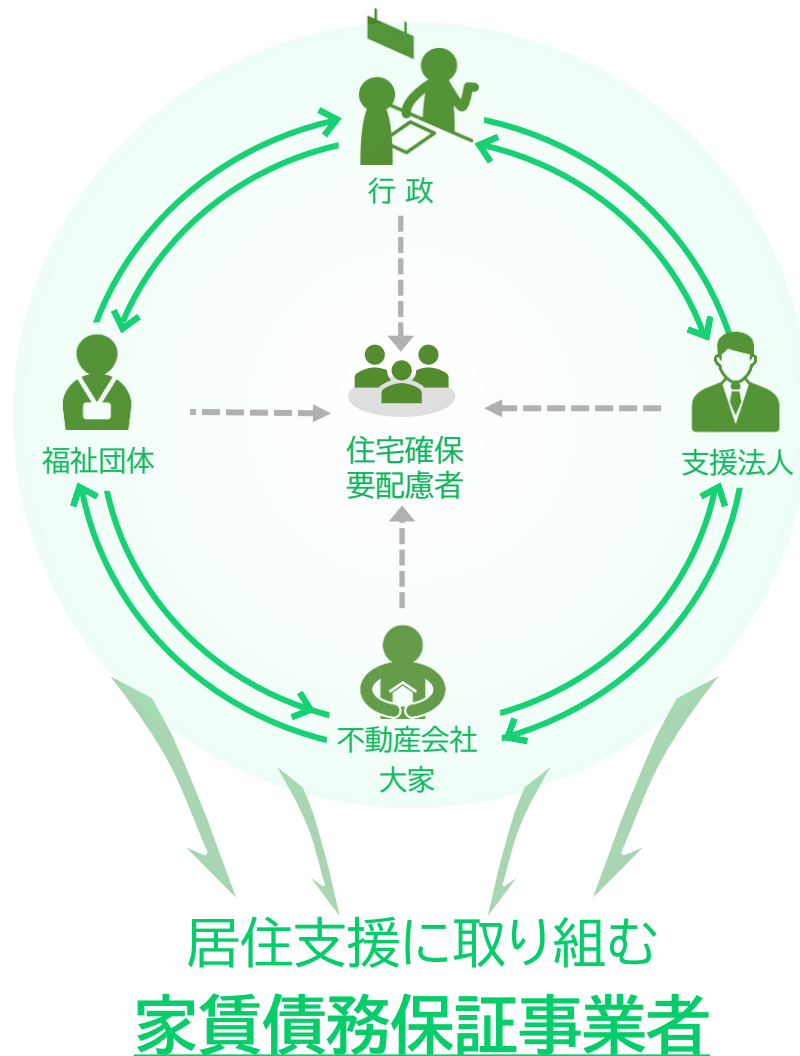 行政
福祉団体
住宅確保
要配慮者
支援法人
不動産会社
大家
居住支援に取り組む
家賃債務保証事業者